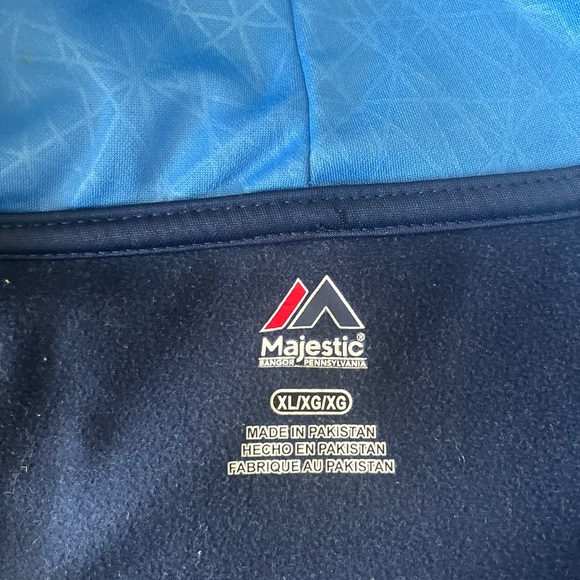 Majestic®
BANGOR PENNSYLVANIA
XL/XG/XG
MADE IN PAKISTAN
HECHO EN PAKISTAN
FABRIQUE AU PAKISTAN